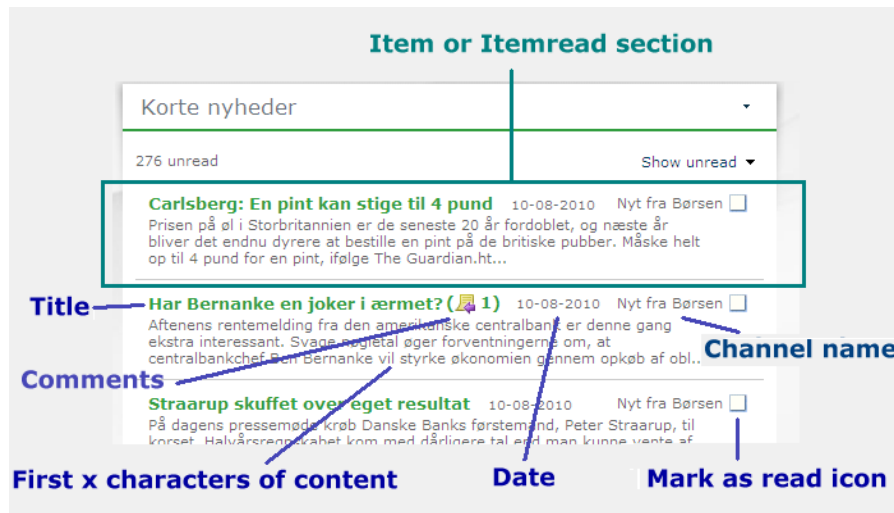 Item or Itemread section
Korte nyheder
276 unread
Show unread
Carlsberg: En pint kan stige til 4 pund 10-08-2010 Nyt fra Børsen
Prisen på øl i Storbritannien er de seneste 20 år fordoblet, og næste år
bliver det endnu dyrere at bestille en pint på de britiske pubber. Måske helt
op til 4 pund for en pint, ifølge The Guardian.ht...
Title
Har Bernanke en joker i ærmet? ( 1) 10-08-2010 Nyt fra Børsen
Aftenens rentemelding fra den amerikanske centralbank er denne gang
ekstra interessant. Svage nøgletal øger forventningerne om, at
centralbankchef Ben Bernanke vil styrke økonomien gennem opkøb af obl..
Channel name
Comments
Straarup skuffet over eget resultat 10-08-2010 Nyt fra Børsen
På dagens pressemøde krøb Danske Banks førstemand, Peter Straarup, til
korset. Halvårsregnskabet kom med dårligere tal end man kunne vente af
First x characters of content
Date
Mark as read icon